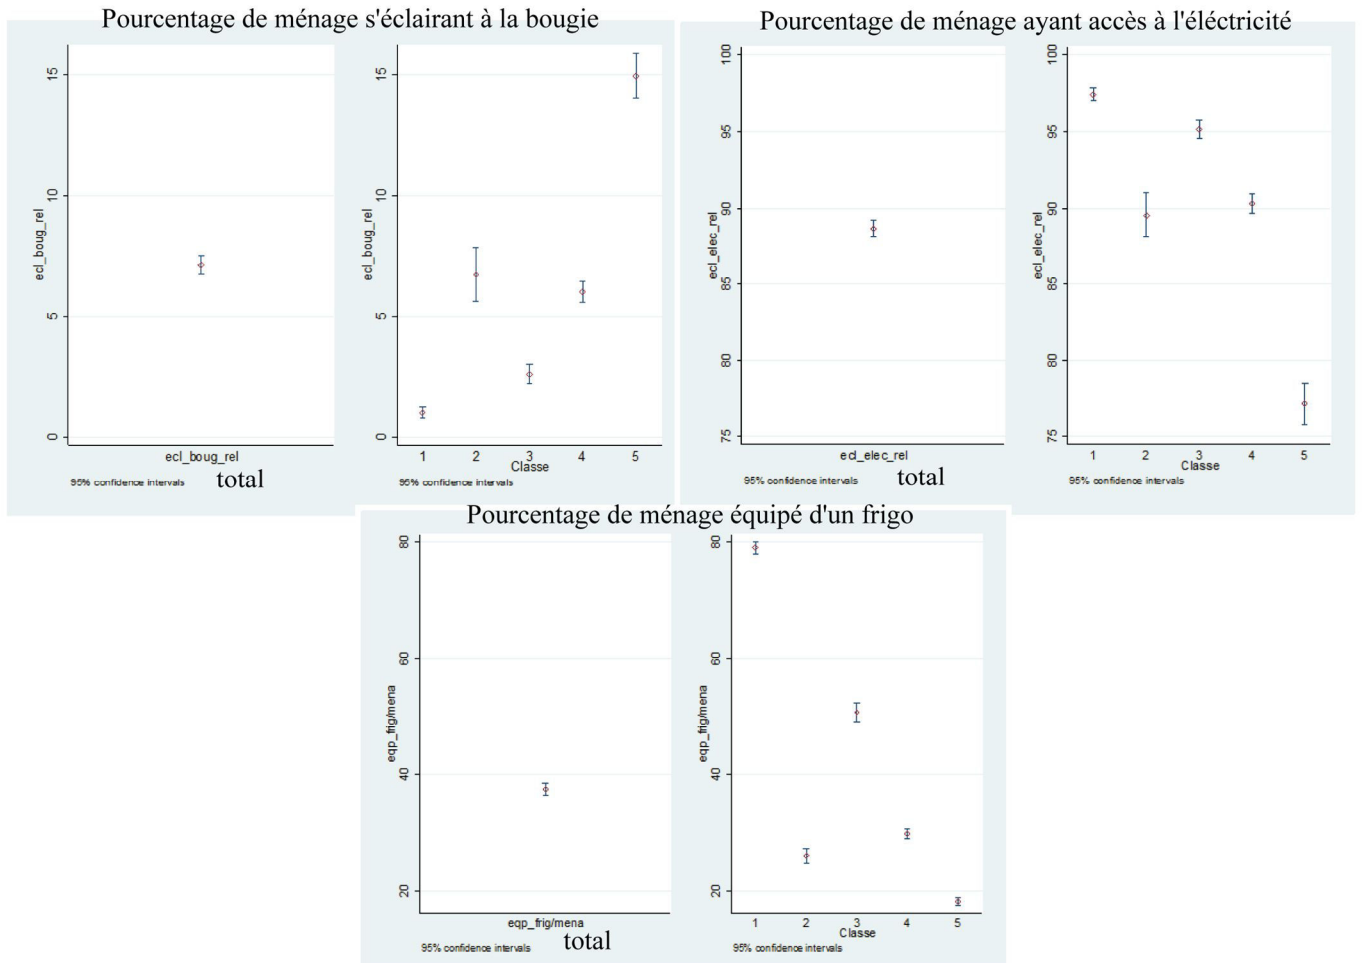 Pourcentage de ménage s'éclairant à la bougie
15
10
5
0
ecl_boug_rel
ecl_boug_rel
95% confidence intervals
total
15
10
5
0
ecl_boug_rel
1 2 3 4 5
Classe
95% confidence intervals
Pourcentage de ménage ayant accès à l'éléctricité
100
95
90
85
80
75
ecl_elec_rel
ecl_elec_rel
95% confidence intervals
total
100
95
90
85
80
75
ecl_elec_rel
1 2 3 4 5
Classe
95% confidence intervals
Pourcentage de ménage équipé d'un frigo
80
60
40
20
eqp_frig/mena
eqp_frig/mena
95% confidence intervals
total
80
60
40
20
eqp_frig/mena
1 2 3 4 5
Classe
95% confidence intervals